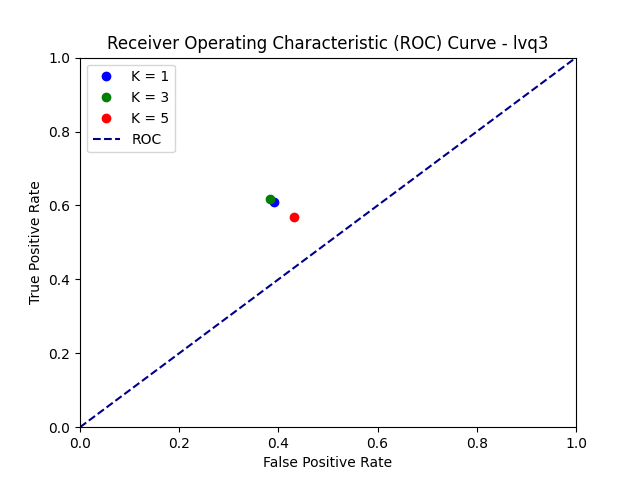 Receiver Operating Characteristic (ROC) Curve - lvq3
K = 1
K = 3
K = 5
ROC
True Positive Rate
1.0
0.8
0.6
0.4
0.2
0.0
0.0 0.2 0.4 0.6 0.8 1.0
False Positive Rate